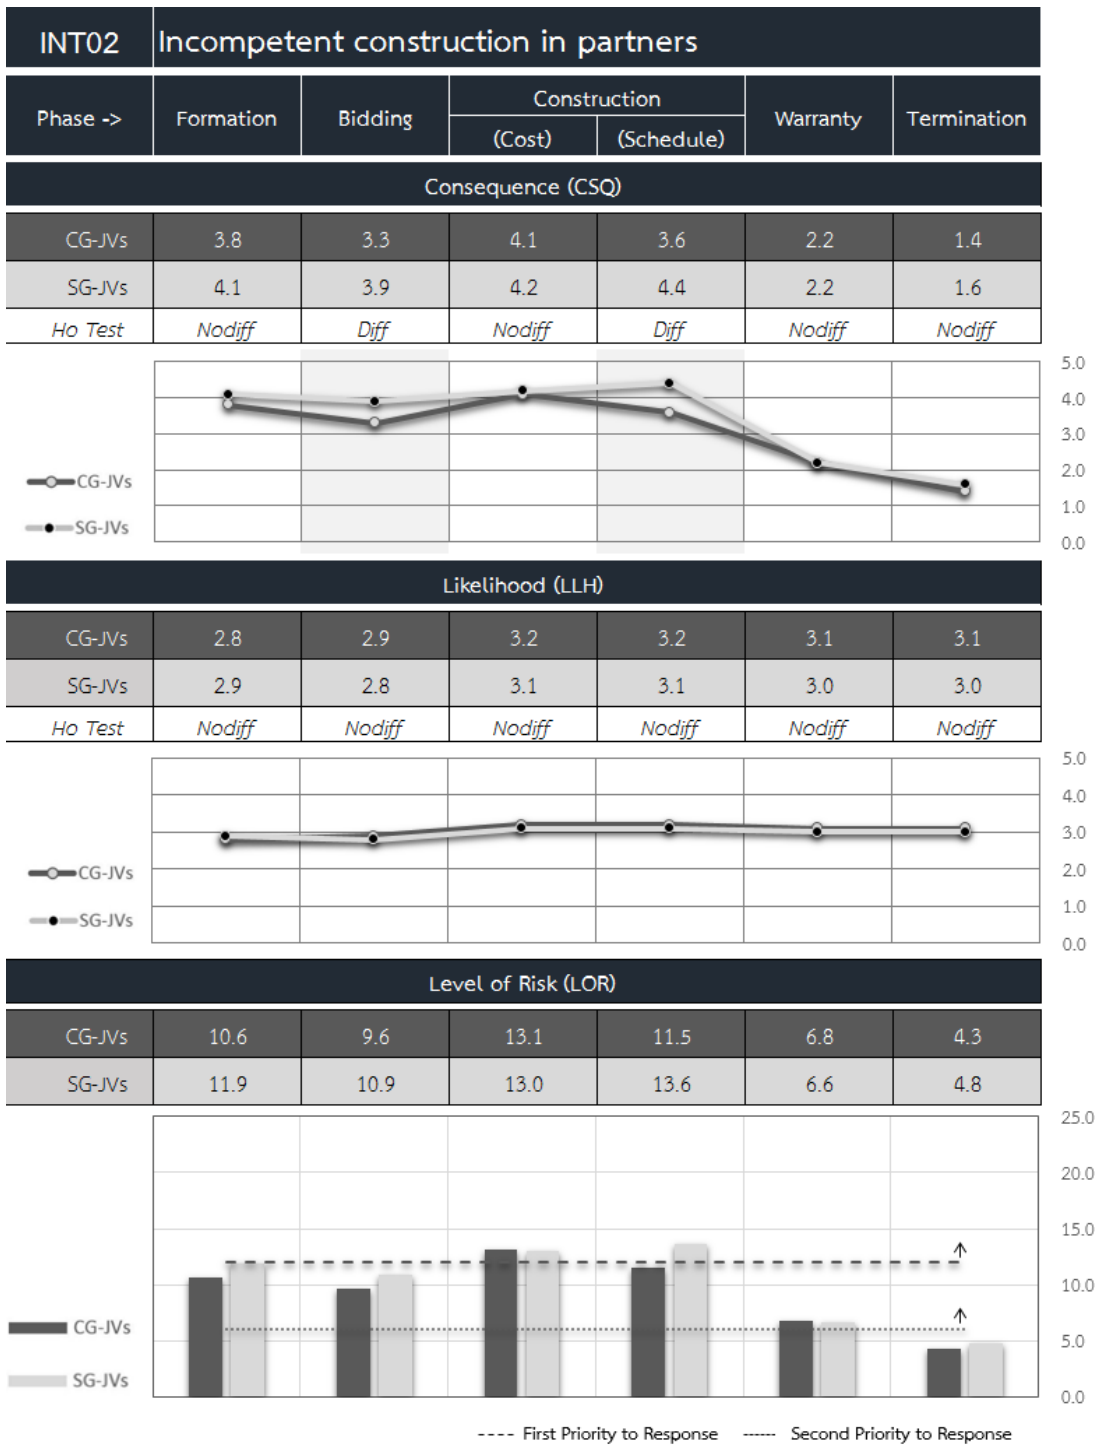 INT02 Incompetent construction in partners
Phase -> Formation Bidding Construction Warranty Termination
(Cost) (Schedule)
Consequence (CSQ)
CG-JVs 3.8 3.3 4.1 3.6 2.2 1.4
SG-JVs 4.1 3.9 4.2 4.4 2.2 1.6
Ho Test Nodiff Diff Nodiff Diff Nodiff Nodiff
5.0
4.0
3.0
2.0
CG-JVs
1.0
SG-JVs
0.0
Likelihood (LLH)
CG-JVs 2.8 2.9 3.2 3.2 3.1 3.1
SG-JVs 2.9 2.8 3.1 3.1 3.0 3.0
Ho Test Nodiff Nodiff Nodiff Nodiff Nodiff Nodiff
5.0
4.0
3.0
2.0
CG-JVs
1.0
SG-JVs
0.0
Level of Risk (LOR)
CG-JVs 10.6 9.6 13.1 11.5 6.8 4.3
SG-JVs 11.9 10.9 13.0 13.6 6.6 4.8
25.0
20.0
15.0
10.0
CG-JVs
5.0
SG-JVs
0.0
First Priority to Response Second Priority to Response